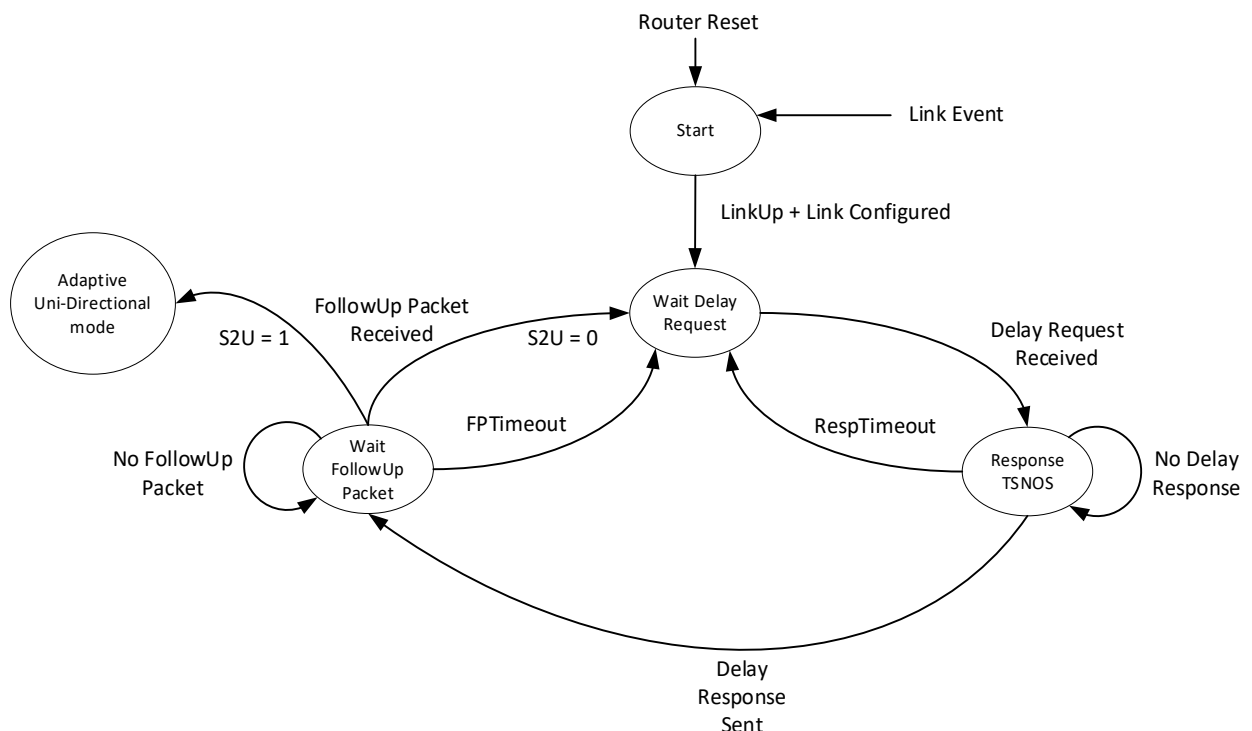 Router Reset
Start
Link Event
LinkUp + Link Configured
Adaptive
Uni-Directional
mode
S2U = 1
FollowUp Packet
Received
S2U = 0
Wait Delay
Request
Delay Request
Received
FPTimeout
RespTimeout
No FollowUp
Packet
Wait
FollowUp
Packet
Response
TSNOS
No Delay
Response
Delay
Response
Sent